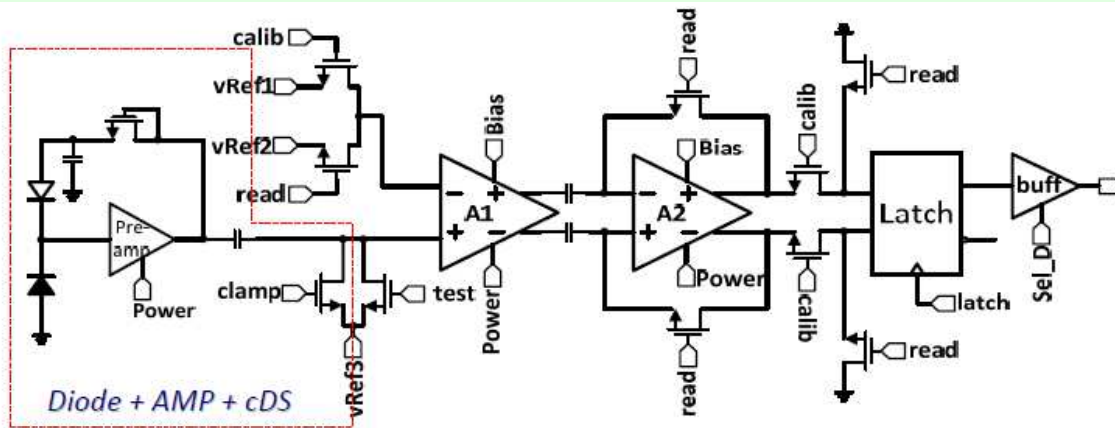 calib
vRef1
vRef2
read
Bias
A1
− +
+ −
Power
read
Bias
A2
− +
+ −
Power
read
calib
calib
read
Latch
latch
read
buff
Sel_D
Pre-
amp
Power
clamp
test
vRef3
Diode + AMP + cDS